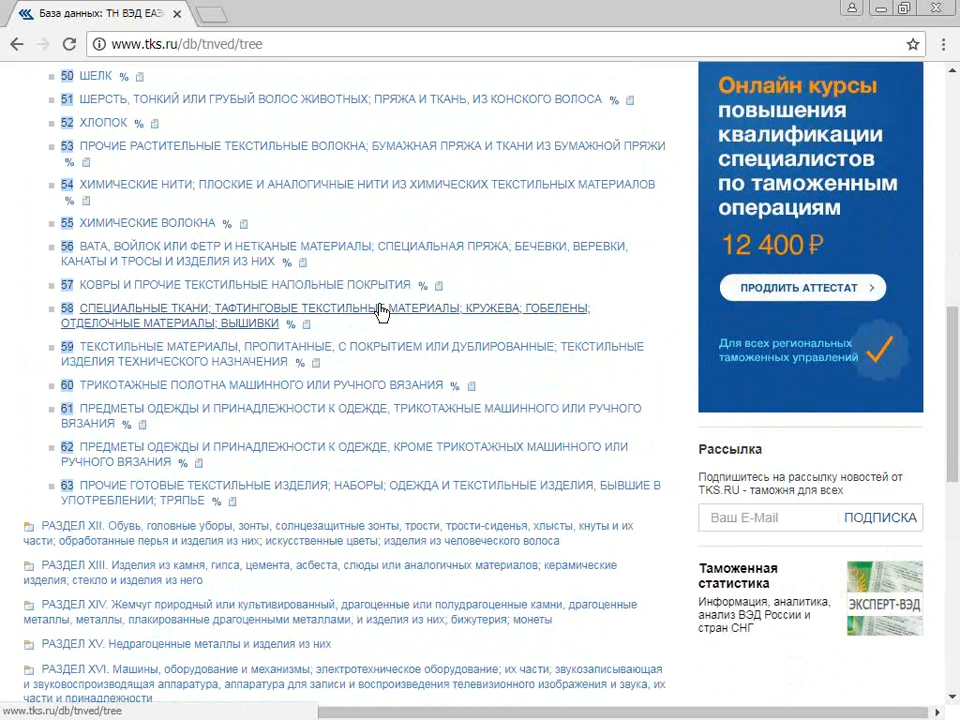 База данных: ТН ВЭД ЕАЭ
www.tks.ru/db/tnved/tree
50 ШЕЛК %
51 ШЕРСТЬ, ТОНКИЙ ИЛИ ГРУБЫЙ ВОЛОС ЖИВОТНЫХ; ПРЯЖА И ТКАНЬ, ИЗ КОНСКОГО ВОЛОСА %
52 ХЛОПОК %
53 ПРОЧИЕ РАСТИТЕЛЬНЫЕ ТЕКСТИЛЬНЫЕ ВОЛОКНА; БУМАЖНАЯ ПРЯЖА И ТКАНИ ИЗ БУМАЖНОЙ ПРЯЖИ
%
54 ХИМИЧЕСКИЕ НИТИ; ПЛОСКИЕ И АНАЛОГИЧНЫЕ НИТИ ИЗ ХИМИЧЕСКИХ ТЕКСТИЛЬНЫХ МАТЕРИАЛОВ
%
55 ХИМИЧЕСКИЕ ВОЛОКНА %
56 ВАТА, ВОЙЛОК ИЛИ ФЕТР И НЕТКАНЫЕ МАТЕРИАЛЫ; СПЕЦИАЛЬНАЯ ПРЯЖА; БЕЧЕВКИ, ВЕРЕВКИ,
КАНАТЫ И ТРОСЫ И ИЗДЕЛИЯ ИЗ НИХ %
57 КОВРЫ И ПРОЧИЕ ТЕКСТИЛЬНЫЕ НАПОЛЬНЫЕ ПОКРЫТИЯ %
58 СПЕЦИАЛЬНЫЕ ТКАНИ; ТАФТИНГОВЫЕ ТЕКСТИЛЬНЫЕ МАТЕРИАЛЫ; КРУЖЕВА; ГОБЕЛЕНЫ;
ОТДЕЛОЧНЫЕ МАТЕРИАЛЫ; ВЫШИВКИ %
59 ТЕКСТИЛЬНЫЕ МАТЕРИАЛЫ, ПРОПИТАННЫЕ, С ПОКРЫТИЕМ ИЛИ ДУБЛИРОВАННЫЕ; ТЕКСТИЛЬНЫЕ
ИЗДЕЛИЯ ТЕХНИЧЕСКОГО НАЗНАЧЕНИЯ %
60 ТРИКОТАЖНЫЕ ПОЛОТНА МАШИННОГО ИЛИ РУЧНОГО ВЯЗАНИЯ %
61 ПРЕДМЕТЫ ОДЕЖДЫ И ПРИНАДЛЕЖНОСТИ К ОДЕЖДЕ, ТРИКОТАЖНЫЕ МАШИННОГО ИЛИ РУЧНОГО
ВЯЗАНИЯ %
62 ПРЕДМЕТЫ ОДЕЖДЫ И ПРИНАДЛЕЖНОСТИ К ОДЕЖДЕ, КРОМЕ ТРИКОТАЖНЫХ МАШИННОГО ИЛИ
РУЧНОГО ВЯЗАНИЯ %
63 ПРОЧИЕ ГОТОВЫЕ ТЕКСТИЛЬНЫЕ ИЗДЕЛИЯ; НАБОРЫ; ОДЕЖДА И ТЕКСТИЛЬНЫЕ ИЗДЕЛИЯ, БЫВШИЕ В
УПОТРЕБЛЕНИИ; ТРЯПЬЕ %
РАЗДЕЛ XII. Обувь, головные уборы, зонты, солнцезащитные зонты, трости, трости-сиденья, хлысты, кнуты и их
части; обработанные перья и изделия из них; искусственные цветы; изделия из человеческого волоса
РАЗДЕЛ XIII. Изделия из камня, гипса, цемента, асбеста, слюды или аналогичных материалов; керамические
изделия; стекло и изделия из него
РАЗДЕЛ XIV. Жемчуг природный или культивированный, драгоценные или полудрагоценные камни, драгоценные
металлы, металлы, плакированные драгоценными металлами, и изделия из них; бижутерия; монеты
РАЗДЕЛ XV. Недрагоценные металлы и изделия из них
РАЗДЕЛ XVI. Машины, оборудование и механизмы; электротехническое оборудование; их части; звукозаписывающая
и звуковоспроизводящая аппаратура, аппаратура для записи и воспроизведения телевизионного изображения и звука, их
части и принадлежности
www.tks.ru/db/tnved/tree
Онлайн курсы
повышения
квалификации
специалистов
по таможенным
операциям
12 400 ₽
ПРОДЛИТЬ АТТЕСТАТ
Для всех региональных
таможенных управлений
Рассылка
Подпишитесь на рассылку новостей от
TKS.RU - таможня для всех
Ваш E-Mail ПОДПИСКА
Таможенная
статистика
Информация, аналитика,
анализ ВЭД России и
стран СНГ
ЭКСПЕРТ-ВЭД